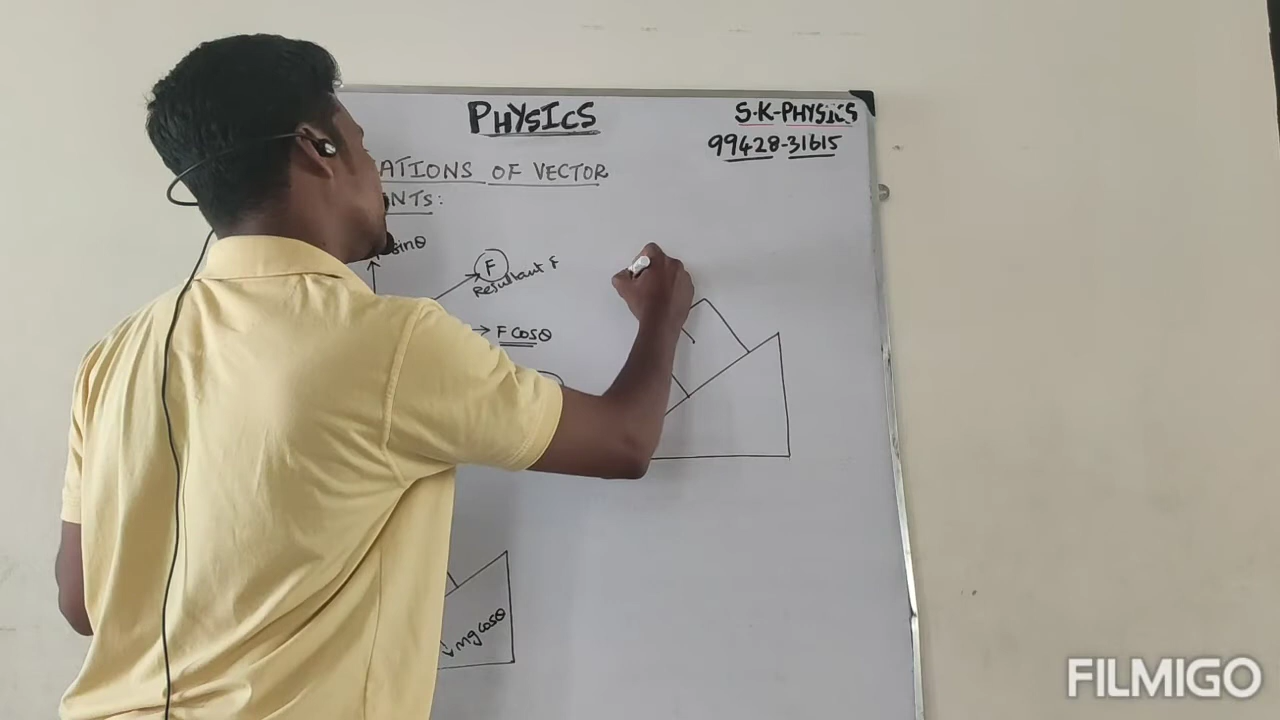 PHYSICS
S.K-PHYSICS
99428-31615
ATIONS OF VECTOR
NTS:
sinθ
F
Resultant F
F cosθ
mg cosθ
FILMIGO